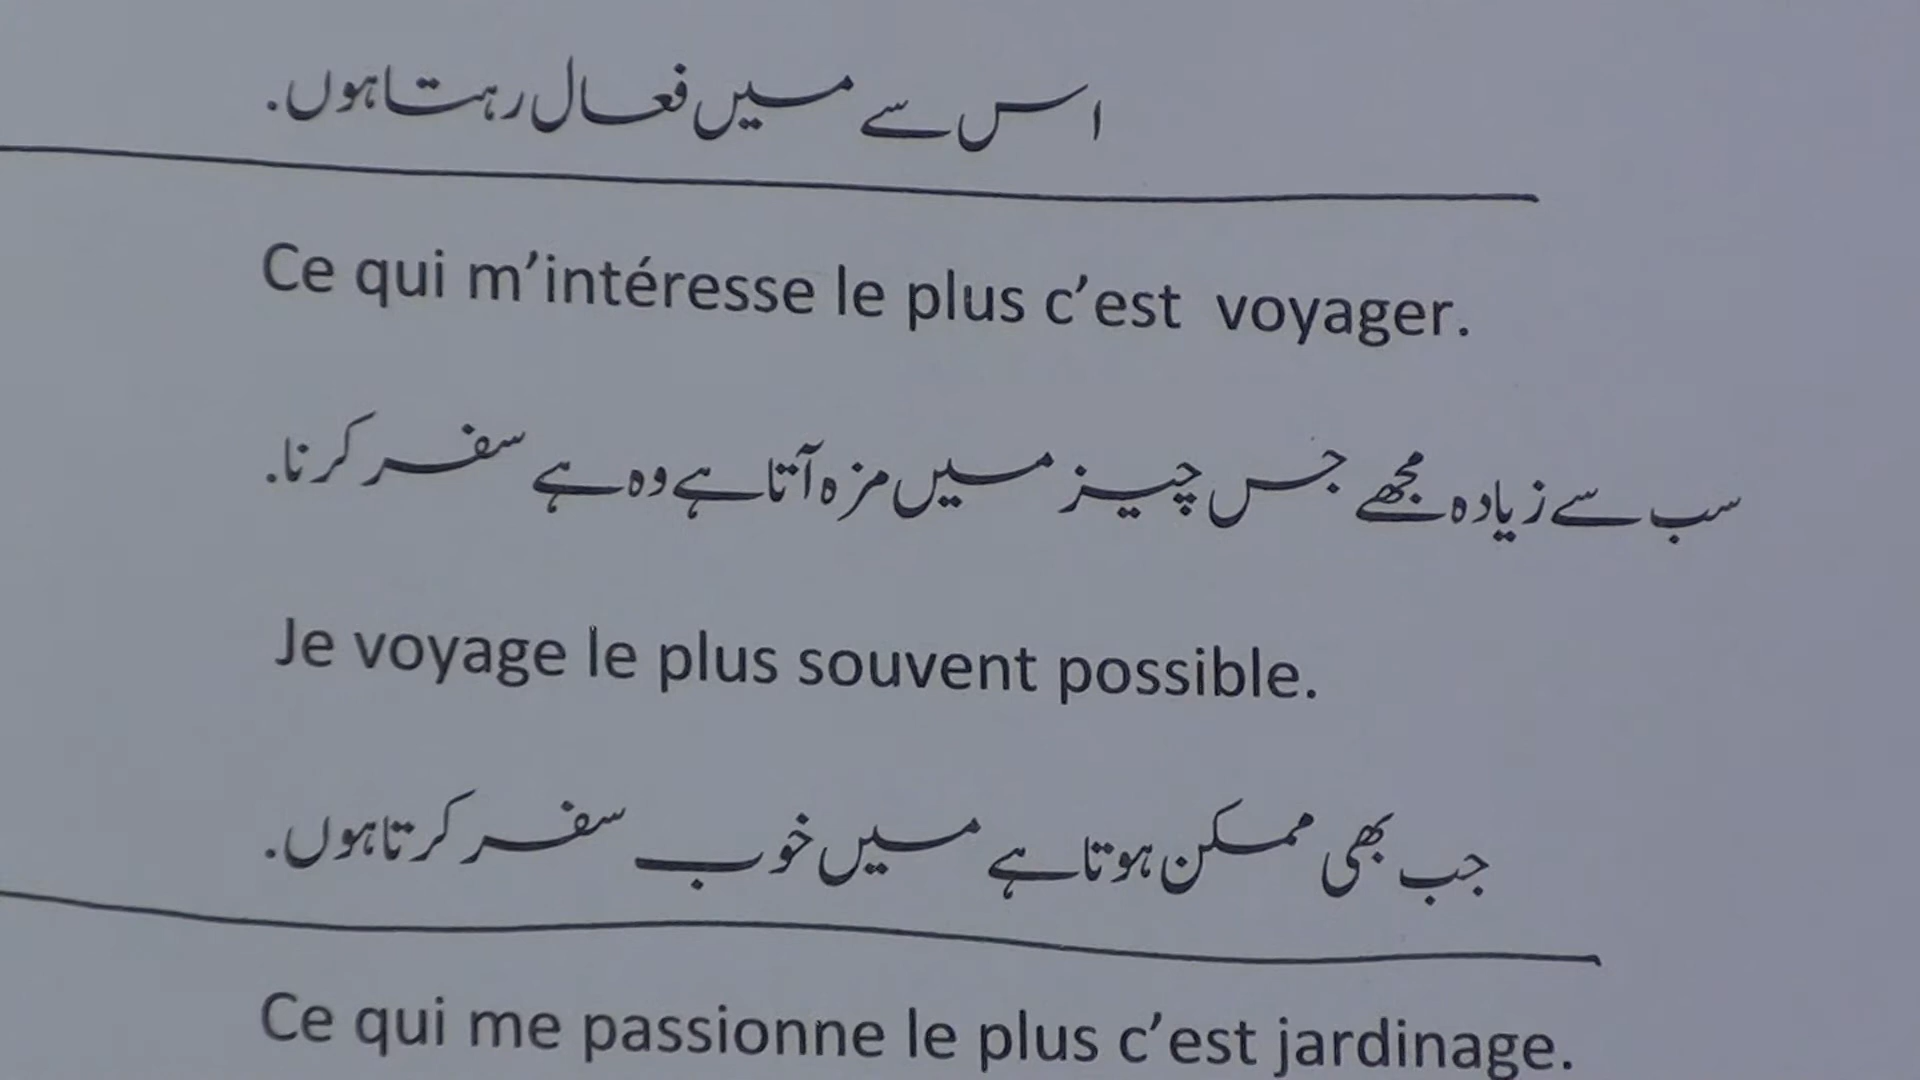 اس سے میں فعال رہتا ہوں.
Ce qui m’intéresse le plus c’est voyager.
سب سے زیادہ مجھے جس چیز میں مزہ آتا ہے وہ ہے سفر کرنا.
Je voyage le plus souvent possible.
جب بھی ممکن ہوتا ہے میں خوب سفر کرتا ہوں.
Ce qui me passionne le plus c’est jardinage.